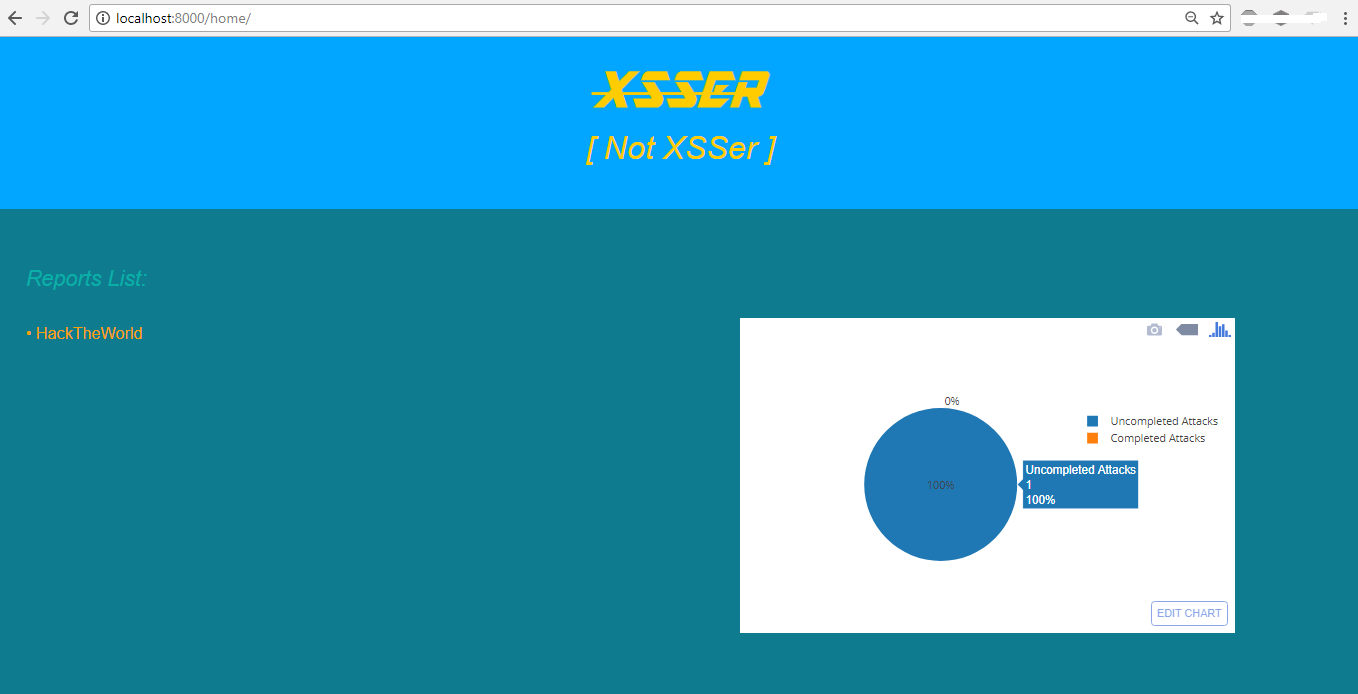 localhost:8000/home/
XSSER
[ Not XSSer ]
Reports List:
• HackTheWorld
0%
Uncompleted Attacks
Completed Attacks
Uncompleted Attacks
1
100%
100%
EDIT CHART